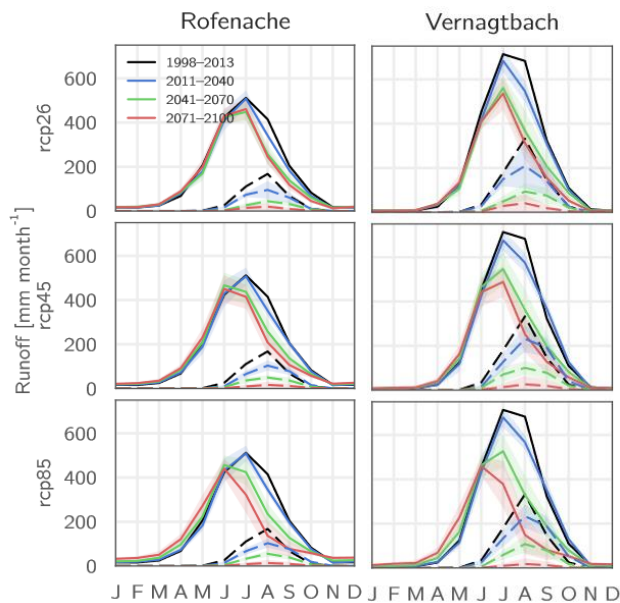 Rofenache Vernagtbach
rcp26
600
400
200
0
1998–2013
2011–2040
2041–2070
2071–2100
Runoff [mm month⁻¹]
rcp45
600
400
200
0
rcp85
600
400
200
0
J F M A M J J A S O N D J F M A M J J A S O N D